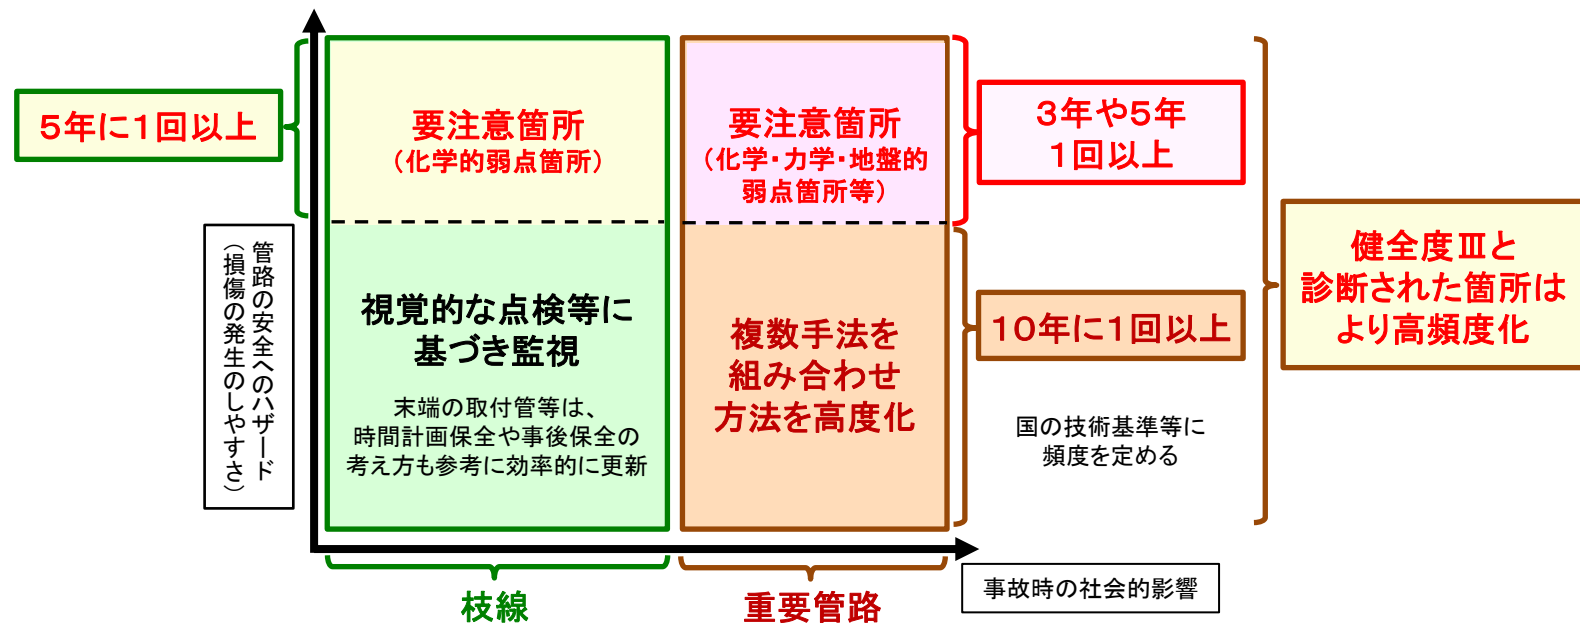 5年に1回以上
要注意箇所
（化学的弱点箇所）
要注意箇所
（化学・力学・地盤的
弱点箇所等）
3年や5年
1回以上
管路の安全へのハザード
（損傷の発生のしやすさ）
視覚的な点検等に
基づき監視
末端の取付管等は、
時間計画保全や事後保全の
考え方も参考に効率的に更新
複数手法を
組み合わせ
方法を高度化
10年に1回以上
国の技術基準等に
頻度を定める
健全度Ⅲと
診断された箇所は
より高頻度化
枝線
重要管路
事故時の社会的影響